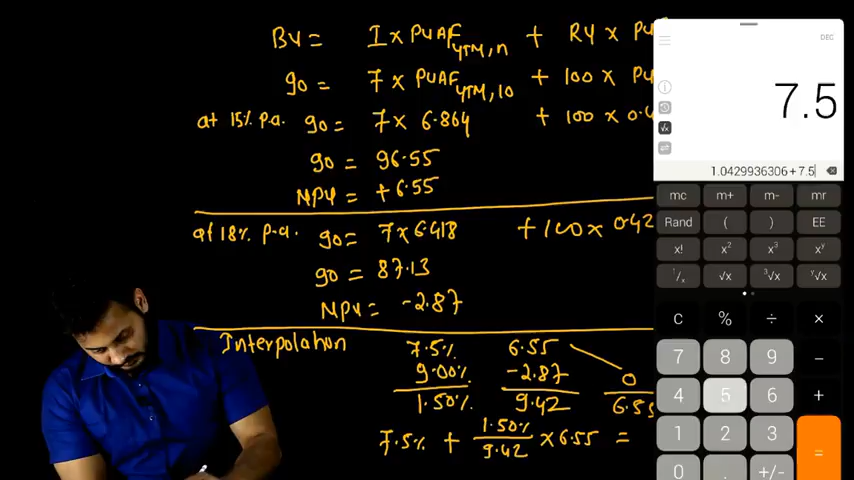 BV = I x PVAF YTM,n + RV x PV
90 = 7 x PVAF YTM,10 + 100 x PV
at 15% p.a. 90 = 7 x 6.864 + 100 x 0.4
90 = 96.55
NPV = +6.55
at 18% p.a. 90 = 7 x 6.418 + 100 x 0.42
90 = 87.13
NPV = -2.87
Interpolation 7.5% 6.55
9.00% -2.87 0
1.50% 9.42 6.55
7.5% + 1.50% / 9.42 x 6.55 =
DEC
7.5
1.0429936306+7.5
mc m+ m- mr
Rand ( ) EE
x! x² x³ xʸ
1/x √x ³√x ʸ√x
C % ÷ ×
7 8 9 −
4 5 6 +
1 2 3 =
0 . +/-